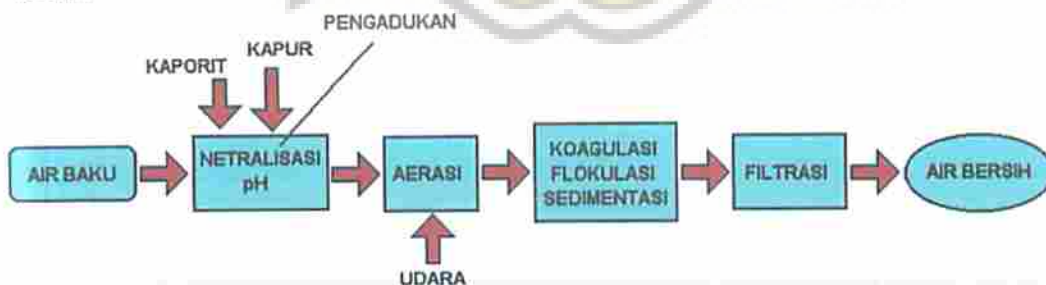 PENGADUKAN
KAPUR
KAPORIT
AIR BAKU
NETRALISASI
pH
AERASI
KOAGULASI
FLOKULASI
SEDIMENTASI
FILTRASI
AIR BERSIH
UDARA